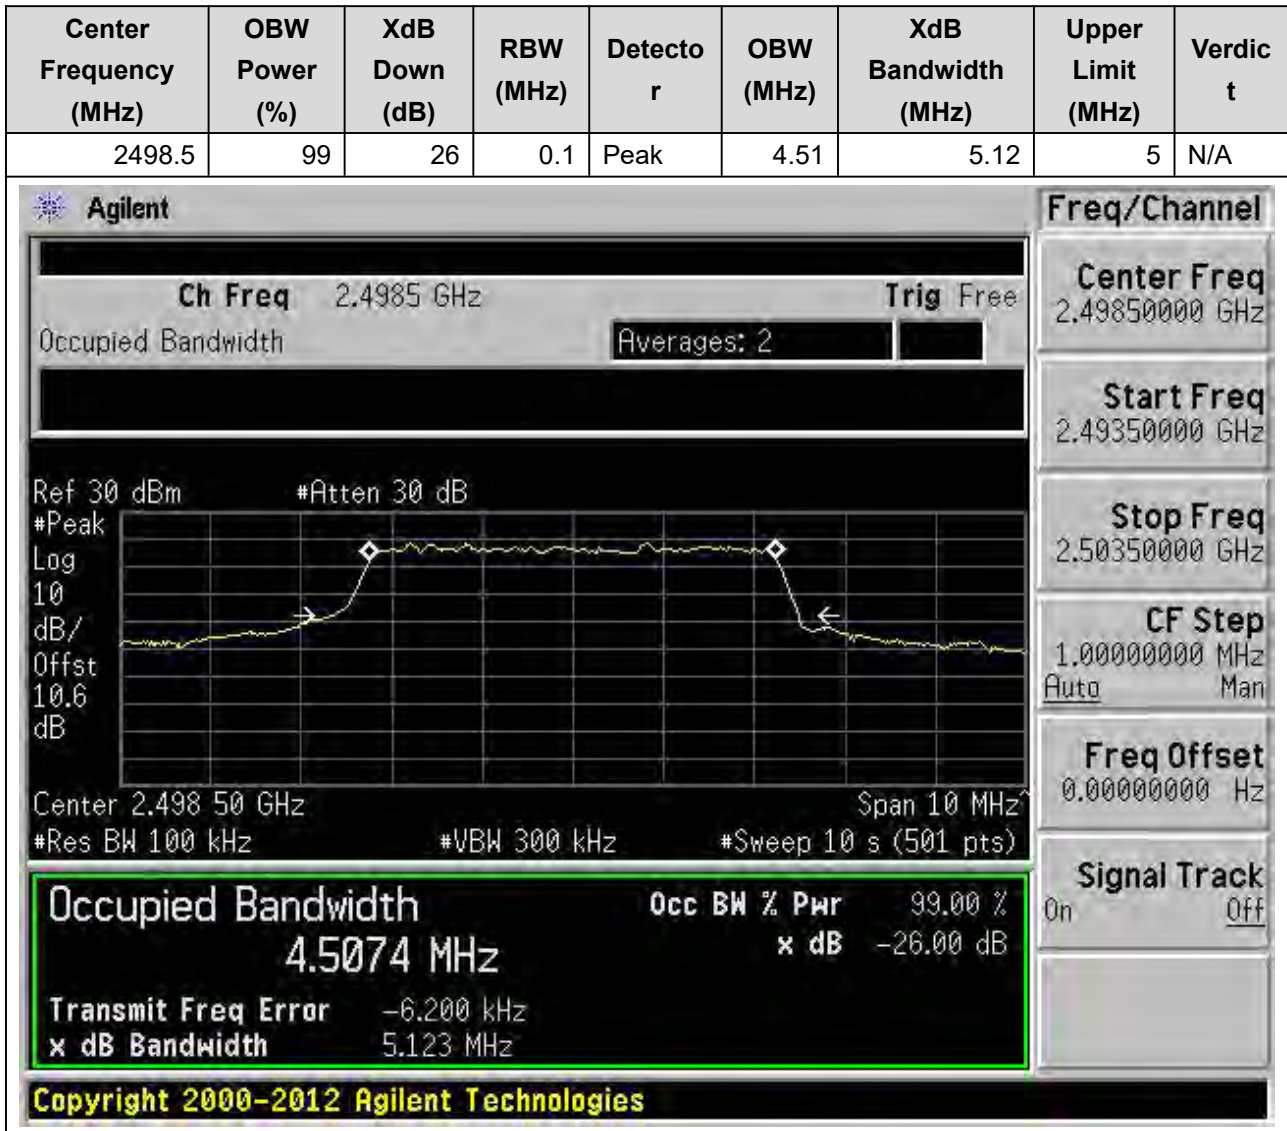 Center Frequency (MHz) | OBW Power (%) | XdB Down (dB) | RBW (MHz) | Detecto r | OBW (MHz) | XdB Bandwidth (MHz) | Upper Limit (MHz) | Verdic t
2498.5 | 99 | 26 | 0.1 | Peak | 4.51 | 5.12 | 5 | N/A
Agilent
Freq/Channel
Ch Freq 2.4985 GHz Trig Free
Occupied Bandwidth Averages: 2
Center Freq
2.49850000 GHz
Start Freq
2.49350000 GHz
Stop Freq
2.50350000 GHz
CF Step
1.00000000 MHz
Auto Man
Freq Offset
0.00000000 Hz
Signal Track
On Off
Ref 30 dBm #Atten 30 dB
#Peak
Log
10
dB/
Offst
10.6
dB
Center 2.498 50 GHz Span 10 MHz^
#Res BW 100 kHz #VBW 300 kHz #Sweep 10 s (501 pts)
Occupied Bandwidth Occ BW % Pwr 99.00 %
4.5074 MHz x dB -26.00 dB
Transmit Freq Error -6.200 kHz
x dB Bandwidth 5.123 MHz
Copyright 2000-2012 Agilent Technologies